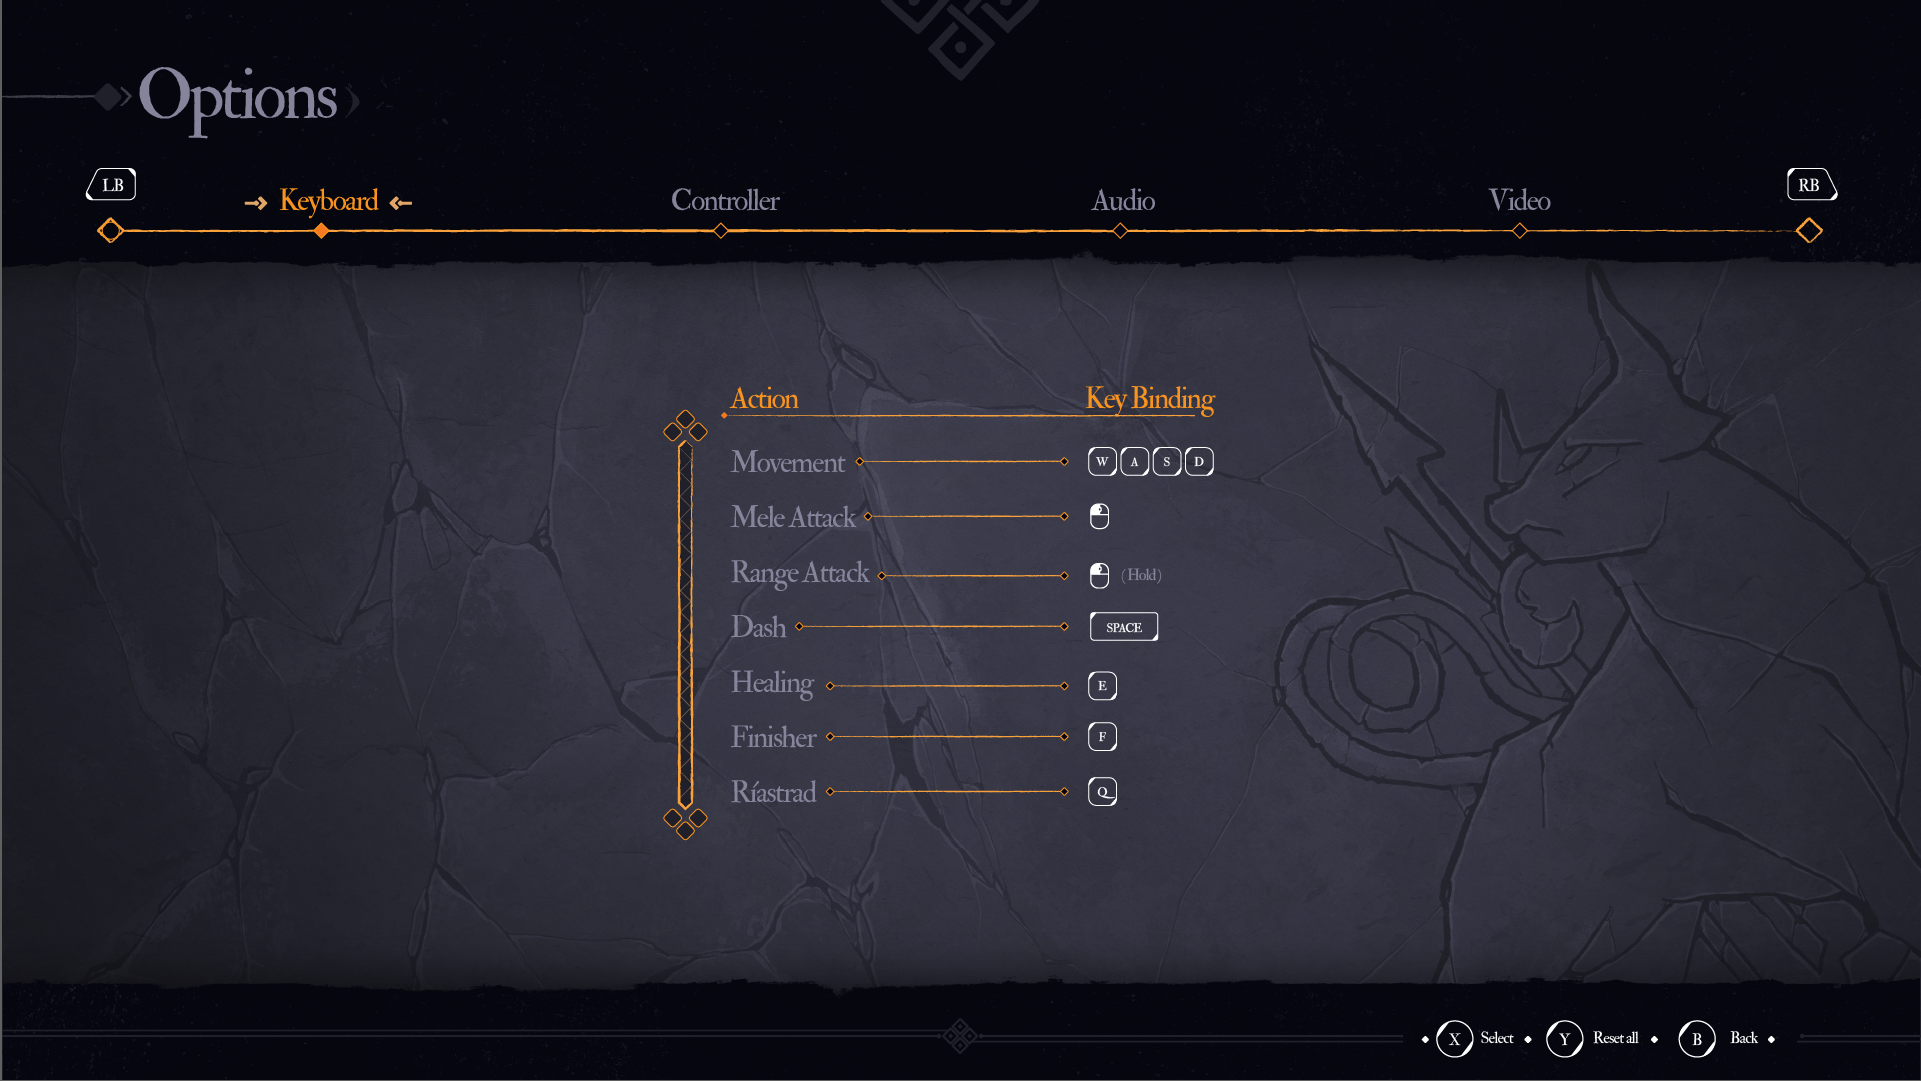 Options
LB
Keyboard
Controller
Audio
Video
RB
Action
Key Binding
Movement
W A S D
Mele Attack
Range Attack
(Hold)
Dash
SPACE
Healing
E
Finisher
F
Ríastrad
Q
X Select
Y Reset all
B Back